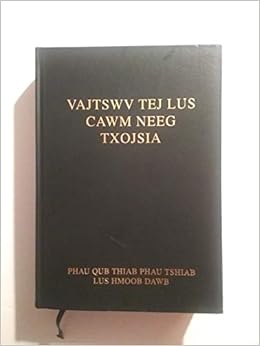 VAJTSWV TEJ LUS
CAWM NEEG
TXOJSIA
PHAU QUB THIAB PHAU TSHIAB
LUS HMOOB DAWB